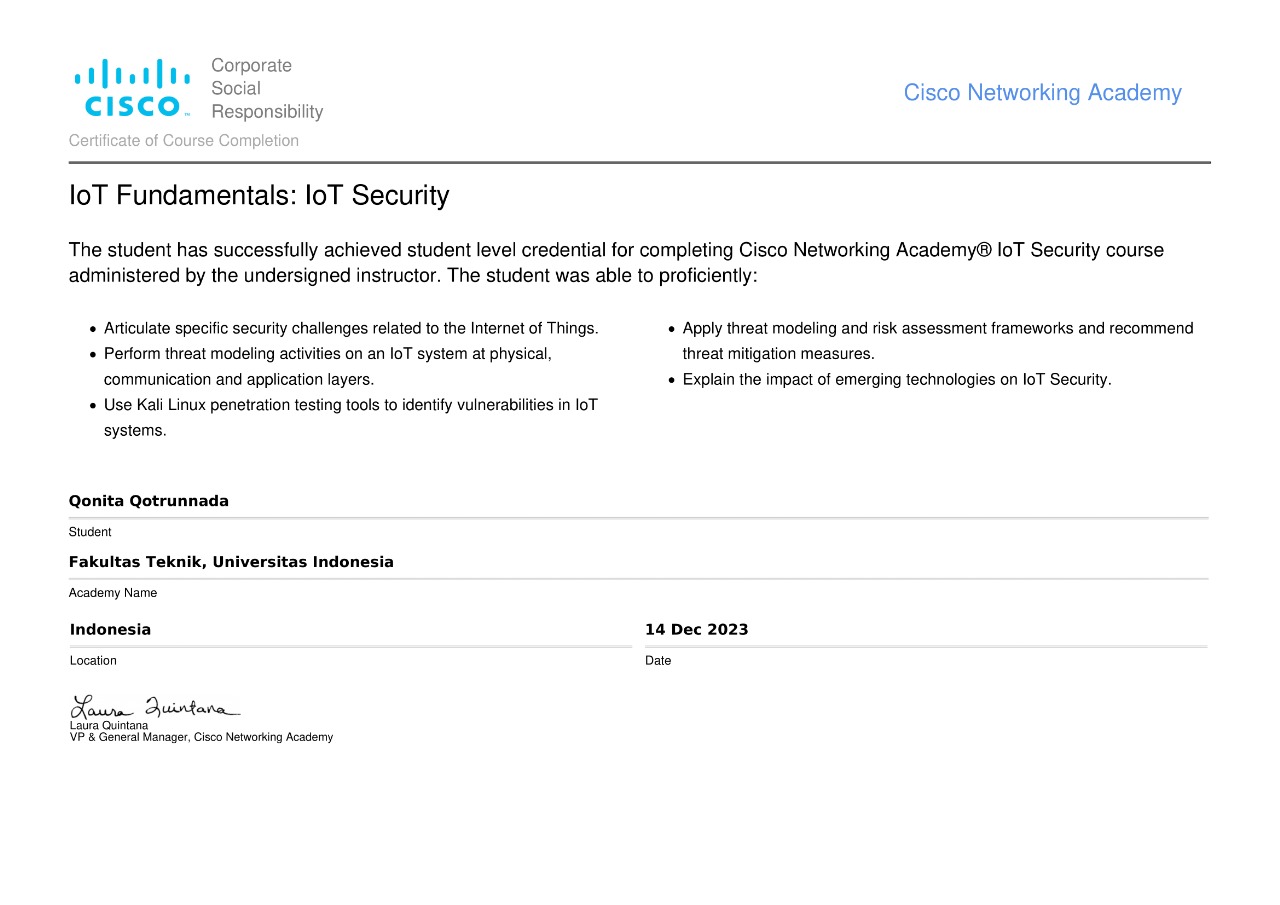 Corporate
Social
Responsibility
CISCO™
Cisco Networking Academy
Certificate of Course Completion
IoT Fundamentals: IoT Security
The student has successfully achieved student level credential for completing Cisco Networking Academy® IoT Security course
administered by the undersigned instructor. The student was able to proficiently:
• Articulate specific security challenges related to the Internet of Things.
• Perform threat modeling activities on an IoT system at physical,
communication and application layers.
• Use Kali Linux penetration testing tools to identify vulnerabilities in IoT
systems.
• Apply threat modeling and risk assessment frameworks and recommend
threat mitigation measures.
• Explain the impact of emerging technologies on IoT Security.
Qonita Qotrunnada
Student
Fakultas Teknik, Universitas Indonesia
Academy Name
Indonesia
Location
14 Dec 2023
Date
Laura Quintana
Laura Quintana
VP & General Manager, Cisco Networking Academy